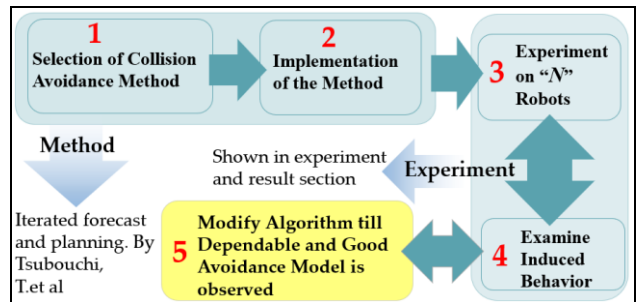 1
Selection of Collision
Avoidance Method
2
Implementation
of the Method
3
Experiment
on “N”
Robots
Method
Iterated forecast
and planning. By
Tsubouchi,
T.et al
Shown in experiment
and result section
Experiment
5
Modify Algorithm till
Dependable and Good
Avoidance Model is
observed
4
Examine
Induced
Behavior